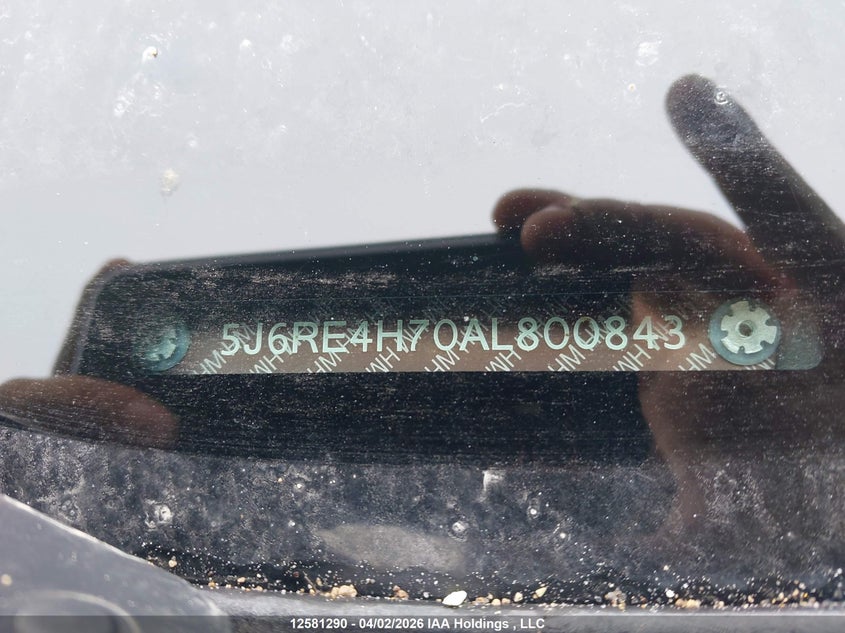 5J6RE4H70AL800843
12581290 - 04/02/2026 IAA Holdings , LLC